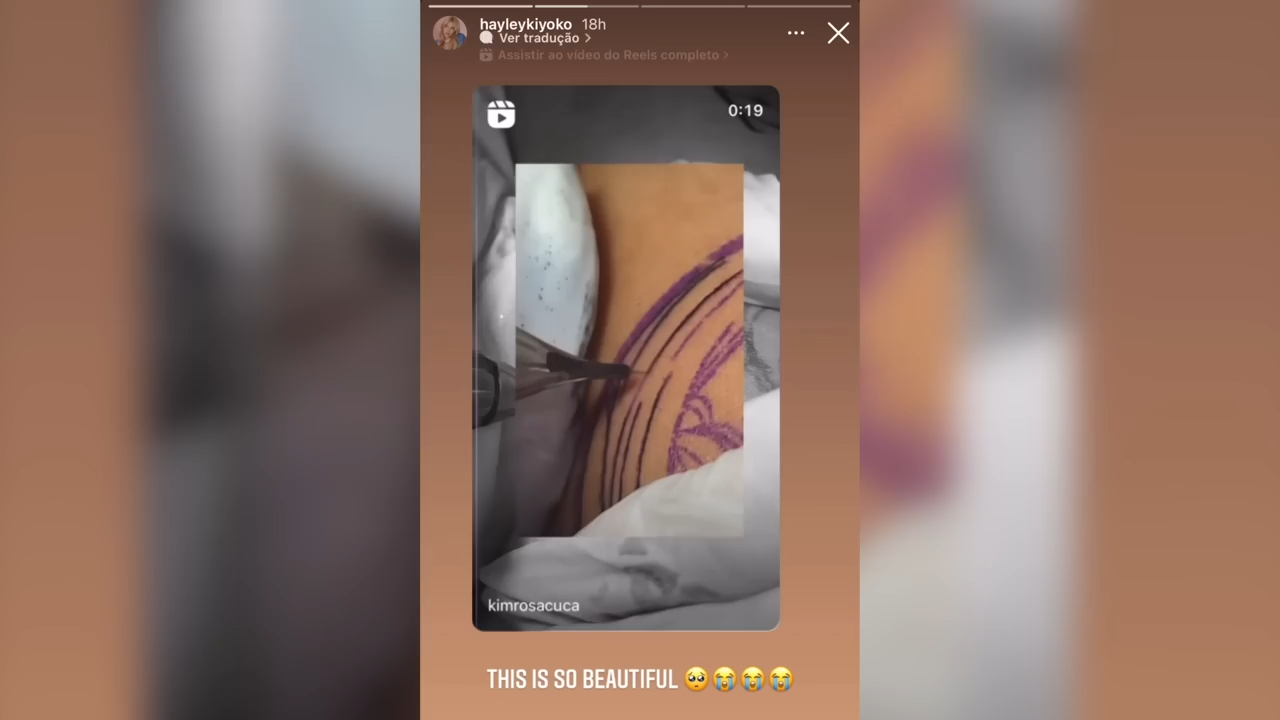 hayleykiyoko 18h
Ver tradução >
Assistir ao vídeo do Reels completo >
0:19
kimrosacuca
THIS IS SO BEAUTIFUL 🥺😭😭😭